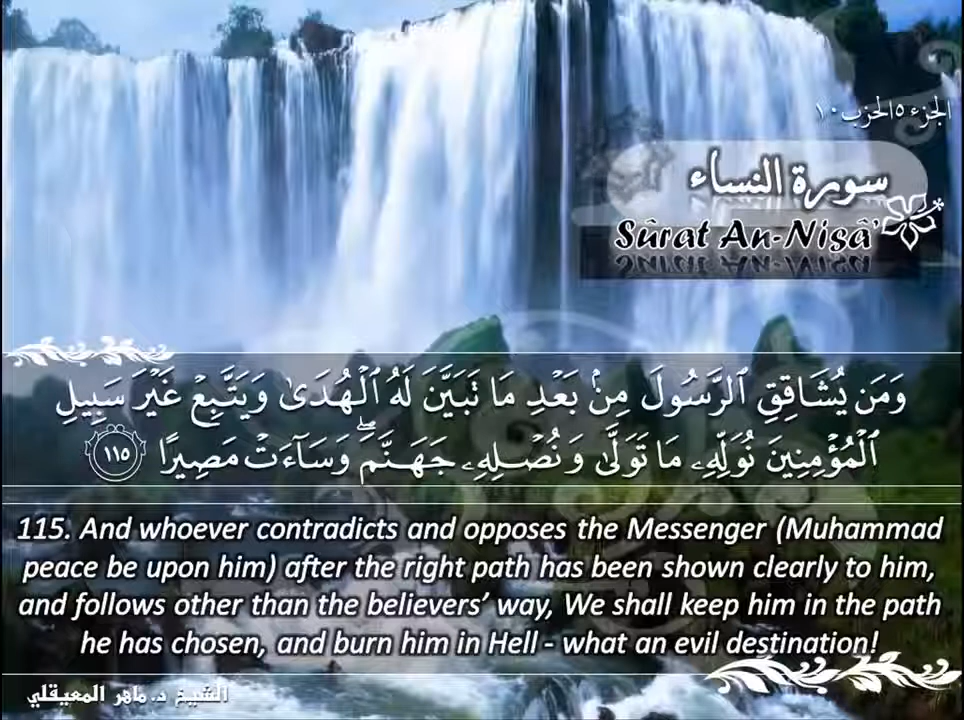 الجزء ٥ الحزب ١٠
سورة النساء
Sûrat An-Nisâ'
وَمَن يُشَاقِقِ ٱلرَّسُولَ مِنۢ بَعْدِ مَا تَبَيَّنَ لَهُ ٱلْهُدَىٰ وَيَتَّبِعْ غَيْرَ سَبِيلِ
ٱلْمُؤْمِنِينَ نُوَلِّهِۦ مَا تَوَلَّىٰ وَنُصْلِهِۦ جَهَنَّمَ ۖ وَسَآءَتْ مَصِيرًا ١١٥
115. And whoever contradicts and opposes the Messenger (Muhammad
peace be upon him) after the right path has been shown clearly to him,
and follows other than the believers’ way, We shall keep him in the path
he has chosen, and burn him in Hell - what an evil destination!
الشيخ د. ماهر المعيقلي